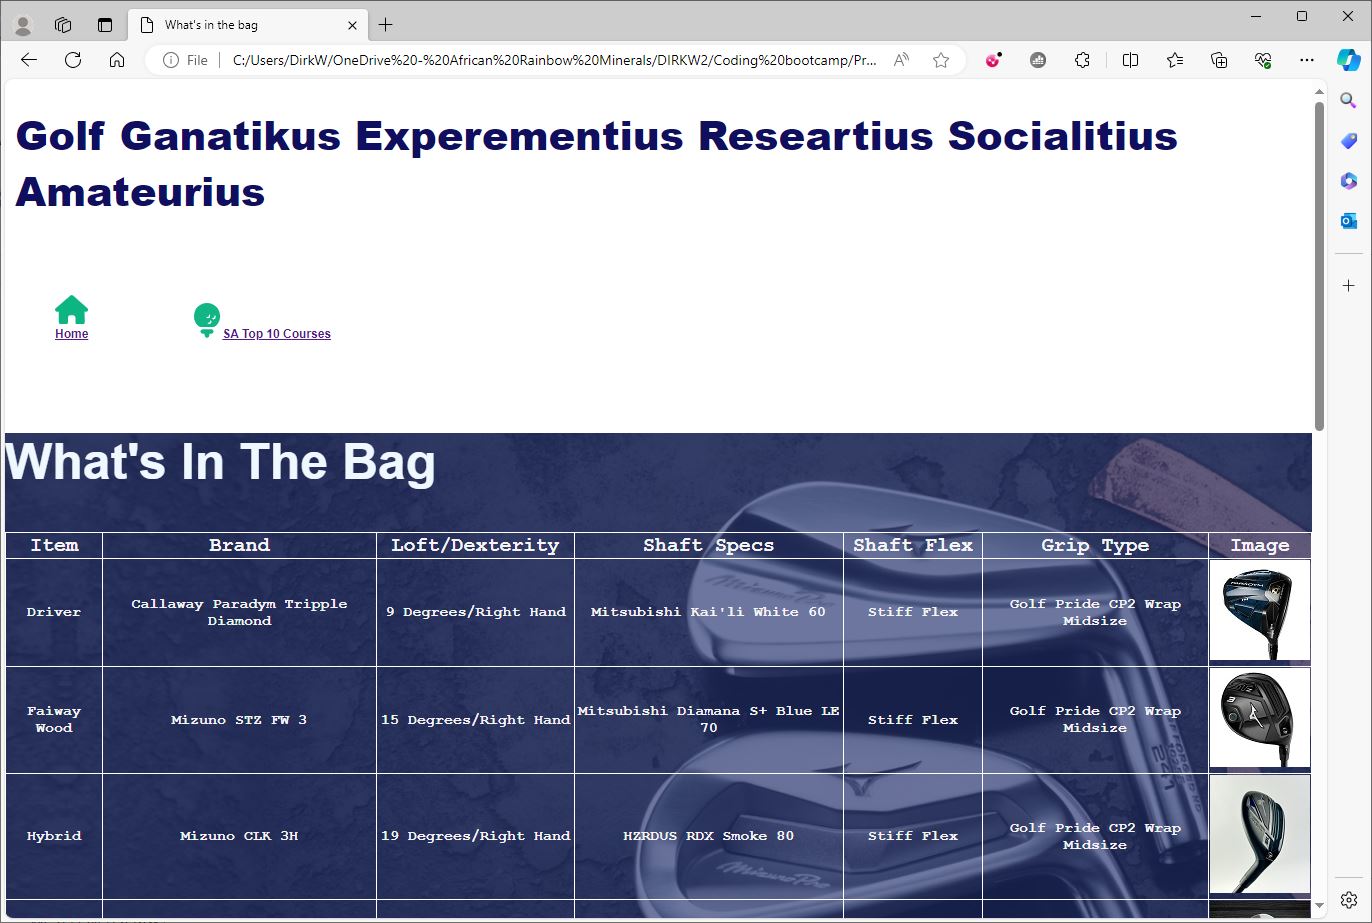 What's in the bag
File
C:/Users/DirkW/OneDrive%20-%20African%20Rainbow%20Minerals/DIRKW2/Coding%20bootcamp/Pr...
Golf Ganatikus Experementius Researtius Socialitius
Amateurius
Home
SA Top 10 Courses
What's In The Bag
Item Brand Loft/Dexterity Shaft Specs Shaft Flex Grip Type Image
Driver
Callaway Paradym Tripple
Diamond
9 Degrees/Right Hand
Mitsubishi Kai'li White 60
Stiff Flex
Golf Pride CP2 Wrap
Midsize
PARADYM
Faiway
Wood
Mizuno STZ FW 3
15 Degrees/Right Hand
Mitsubishi Diamana S+ Blue LE
70
Stiff Flex
Golf Pride CP2 Wrap
Midsize
Hybrid
Mizuno CLK 3H
19 Degrees/Right Hand
HZRDUS RDX Smoke 80
Stiff Flex
Golf Pride CP2 Wrap
Midsize
MizunoPro
MizunoPro